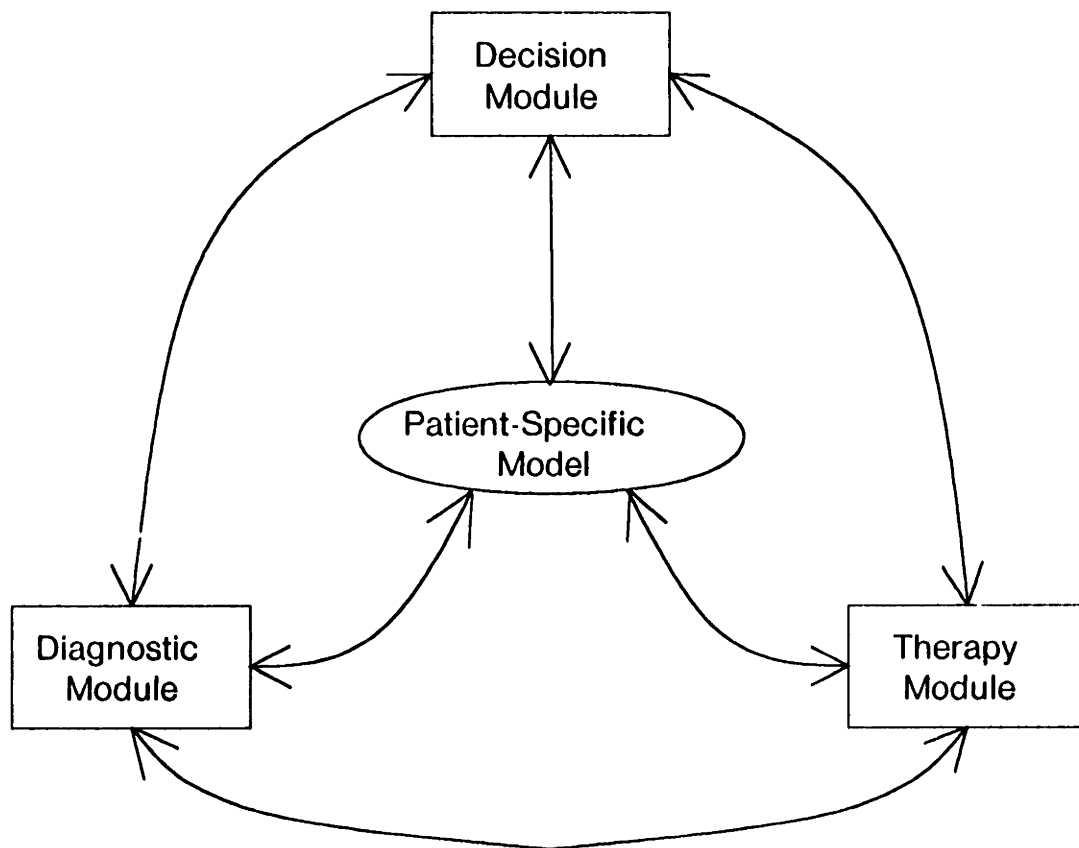 Decision
Module
Patient-Specific
Model
Diagnostic
Module
Therapy
Module